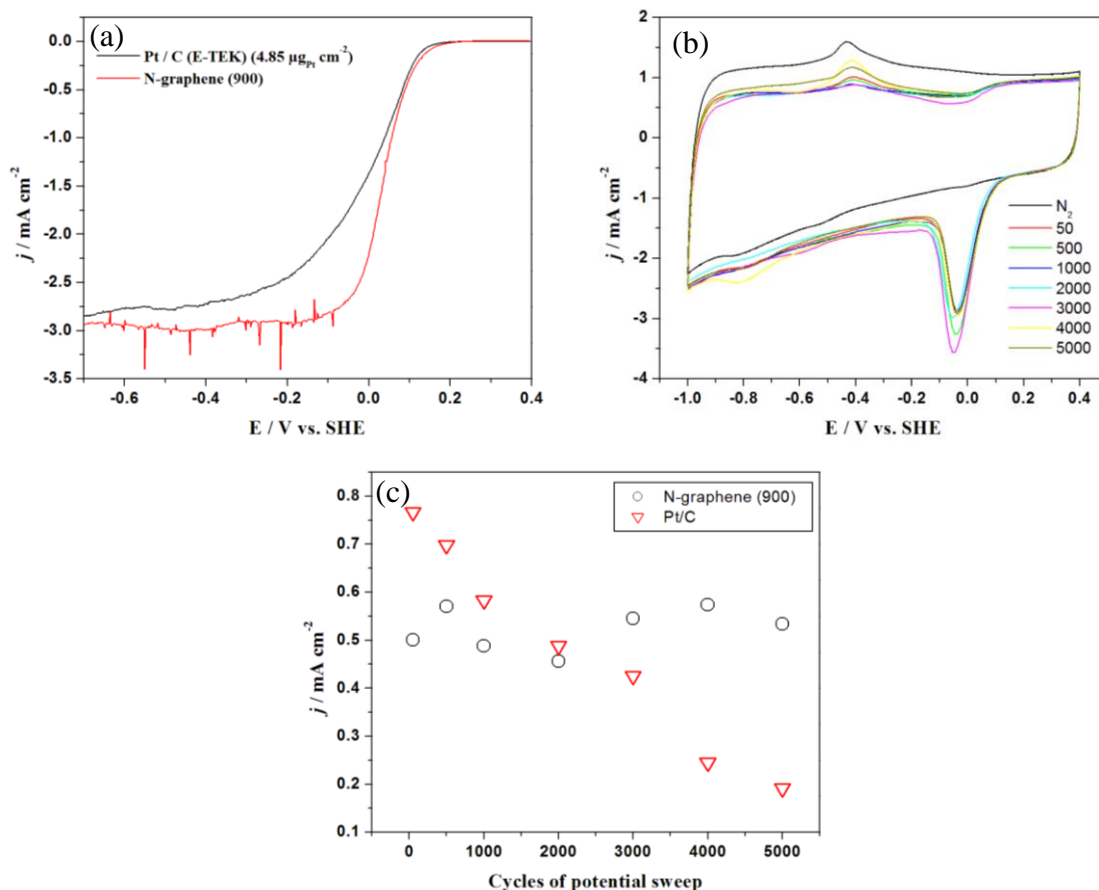 (a)
Pt / C (E-TEK) (4.85 µg_Pt cm⁻²)
N-graphene (900)
0.0
-0.5
-1.0
-1.5
-2.0
-2.5
-3.0
-3.5
j / mA cm⁻²
-0.6 -0.4 -0.2 0.0 0.2 0.4
E / V vs. SHE
(b)
2
1
0
-1
-2
-3
-4
j / mA cm⁻²
N₂
50
500
1000
2000
3000
4000
5000
-1.0 -0.8 -0.6 -0.4 -0.2 0.0 0.2 0.4
E / V vs. SHE
(c)
N-graphene (900)
Pt/C
0.8
0.7
0.6
0.5
0.4
0.3
0.2
0.1
j / mA cm⁻²
0 1000 2000 3000 4000 5000
Cycles of potential sweep